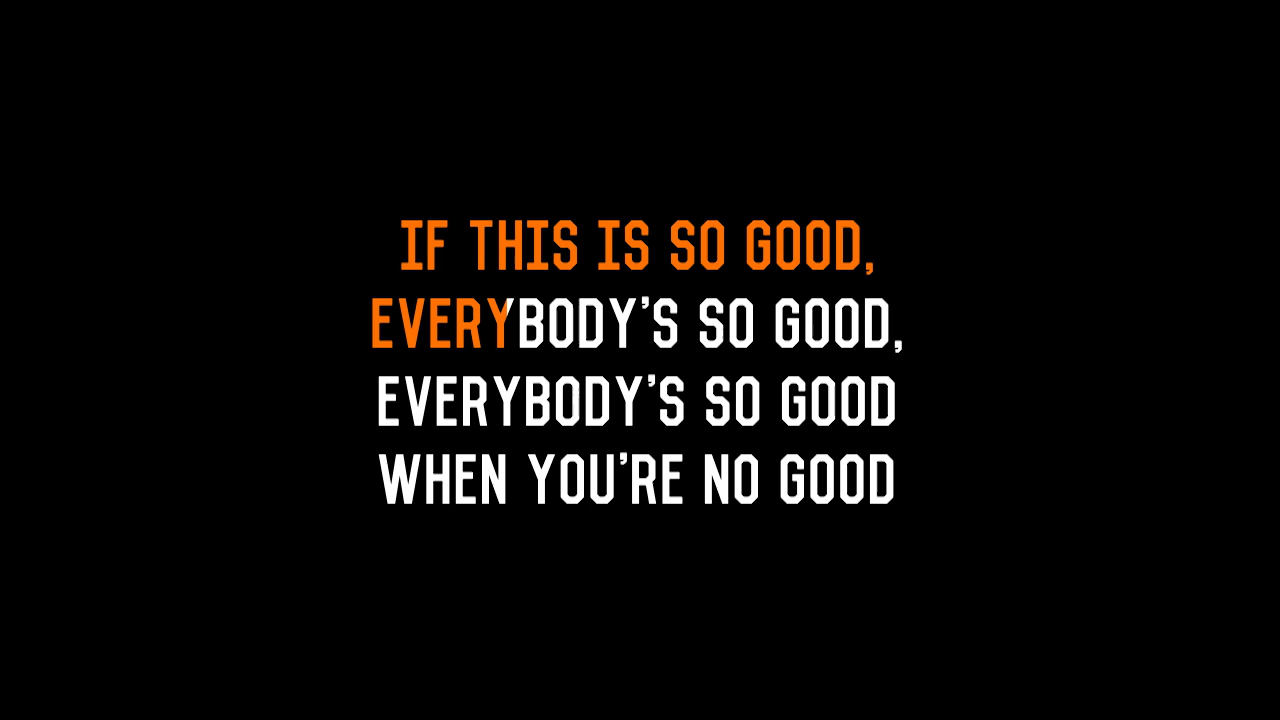 IF THIS IS SO GOOD,
EVERYBODY’S SO GOOD,
EVERYBODY’S SO GOOD
WHEN YOU’RE NO GOOD